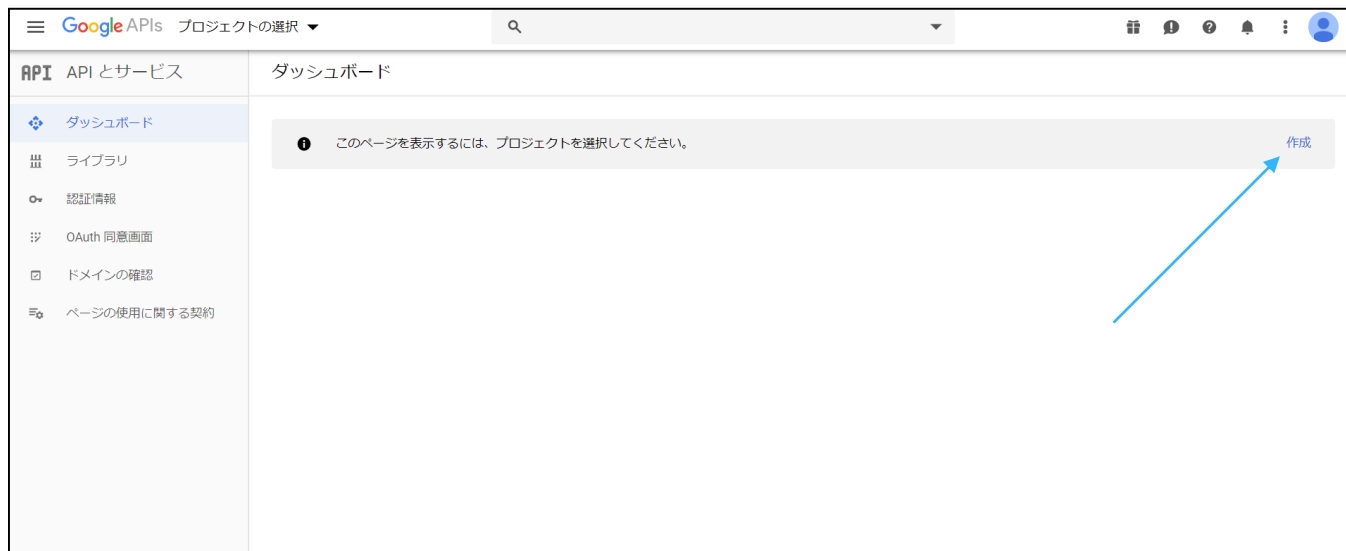 Google APIs プロジェクトの選択
API API とサービス
ダッシュボード
ダッシュボード
ライブラリ
認証情報
OAuth 同意画面
ドメインの確認
ページの使用に関する契約
このページを表示するには、プロジェクトを選択してください。
作成